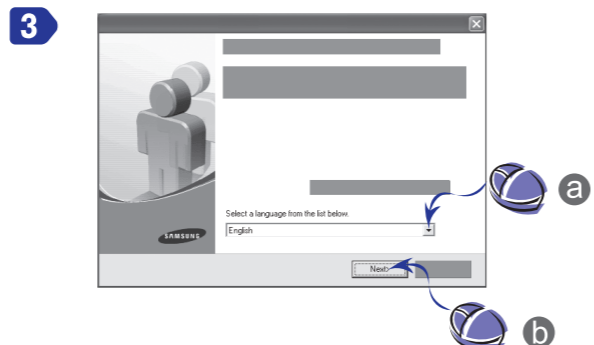 3
Select a language from the list below.
English
a
SAMSUNG
Next>
b